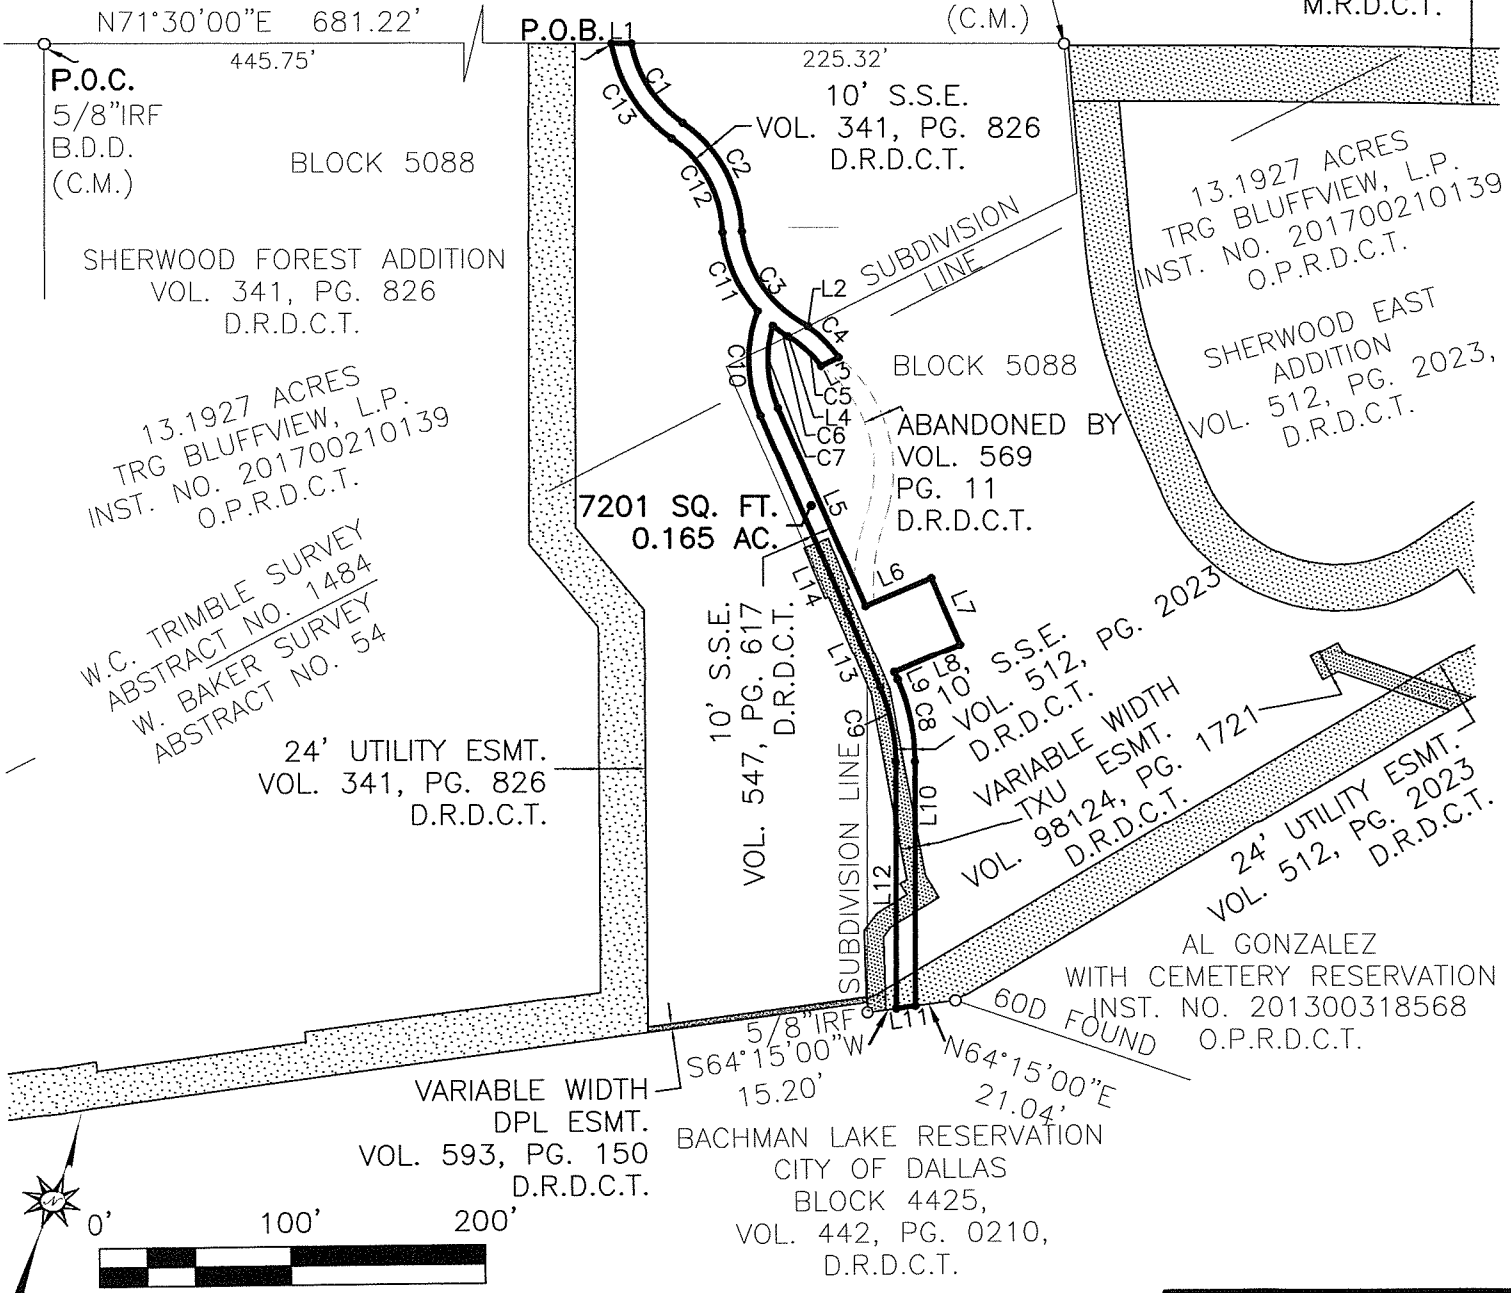 N71°30'00"E 681.22'
445.75'
P.O.C.
5/8"IRF
B.D.D.
(C.M.)
BLOCK 5088
SHERWOOD FOREST ADDITION
VOL. 341, PG. 826
D.R.D.C.T.
13.1927 ACRES
TRG BLUFFVIEW, L.P.
INST. NO. 201700210139
O.P.R.D.C.T.
W.C. TRIMBLE SURVEY
ABSTRACT NO. 1484
W. BAKER SURVEY
ABSTRACT NO. 54
24' UTILITY ESMT.
VOL. 341, PG. 826
D.R.D.C.T.
P.O.B.
L1
(C.M.)
M.R.D.C.T.
225.32'
10' S.S.E.
VOL. 341, PG. 826
D.R.D.C.T.
C1
C13
C2
C12
C3
C11
L2
C4
L3
C5
L4
C6
C7
C10
SUBDIVISION
LINE
BLOCK 5088
13.1927 ACRES
TRG BLUFFVIEW, L.P.
INST. NO. 201700210139
O.P.R.D.C.T.
SHERWOOD EAST
ADDITION
VOL. 512, PG. 2023,
D.R.D.C.T.
ABANDONED BY
VOL. 569
PG. 11
D.R.D.C.T.
7201 SQ. FT.
0.165 AC.
L5
L14
L6
L7
L8
L9
L13
C8
C9
L10
L12
L11
10' S.S.E.
VOL. 547, PG. 617
D.R.D.C.T.
10' S.S.E.
VOL. 512, PG. 2023
D.R.D.C.T.
VARIABLE WIDTH
TXU ESMT.
VOL. 98124, PG. 1721
D.R.D.C.T.
SUBDIVISION LINE
24' UTILITY ESMT.
VOL. 512, PG. 2023
D.R.D.C.T.
AL GONZALEZ
WITH CEMETERY RESERVATION
INST. NO. 201300318568
O.P.R.D.C.T.
60D FOUND
5/8"IRF
S64°15'00"W
15.20'
N64°15'00"E
21.04'
VARIABLE WIDTH
DPL ESMT.
VOL. 593, PG. 150
D.R.D.C.T.
BACHMAN LAKE RESERVATION
CITY OF DALLAS
BLOCK 4425,
VOL. 442, PG. 0210,
D.R.D.C.T.
N
0' 100' 200'